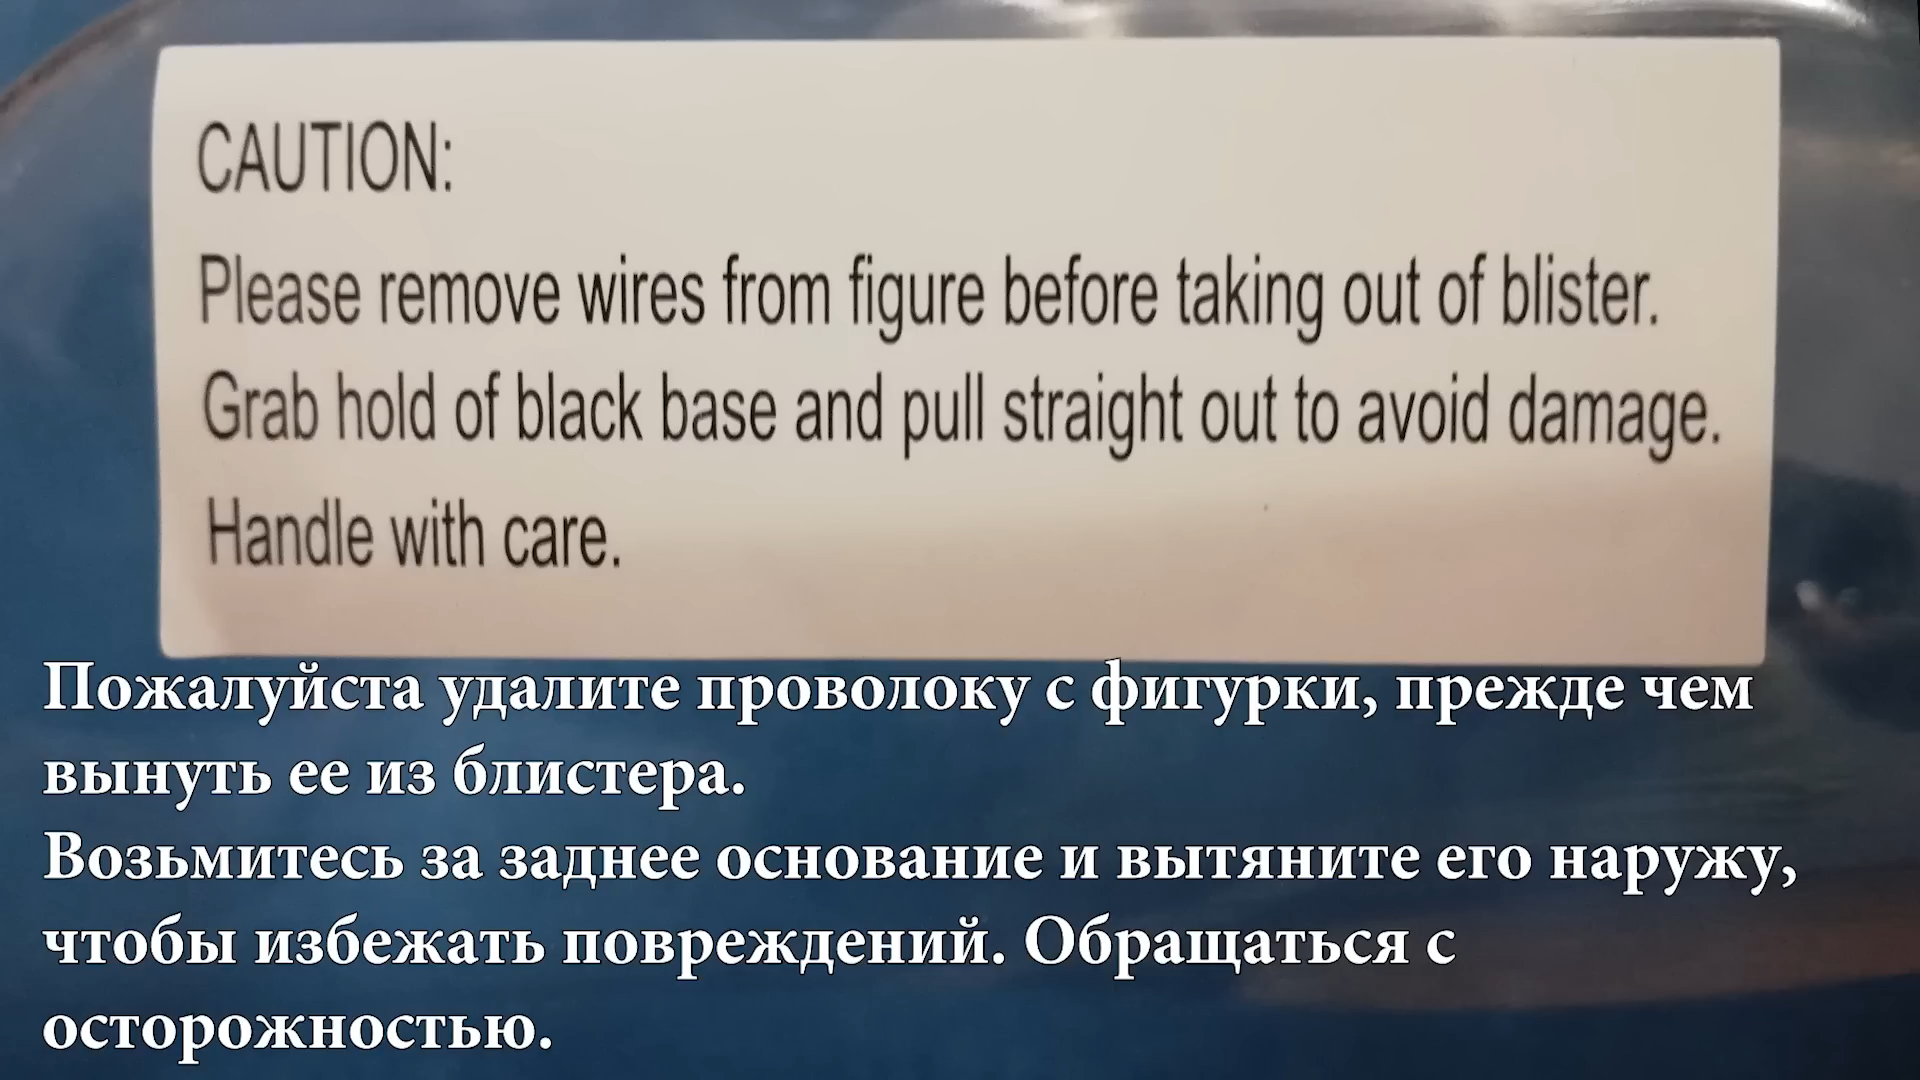 CAUTION:
Please remove wires from figure before taking out of blister.
Grab hold of black base and pull straight out to avoid damage.
Handle with care.
Пожалуйста удалите проволоку с фигурки, прежде чем
вынуть ее из блистера.
Возьмитесь за заднее основание и вытяните его наружу,
чтобы избежать повреждений. Обращаться с
осторожностью.